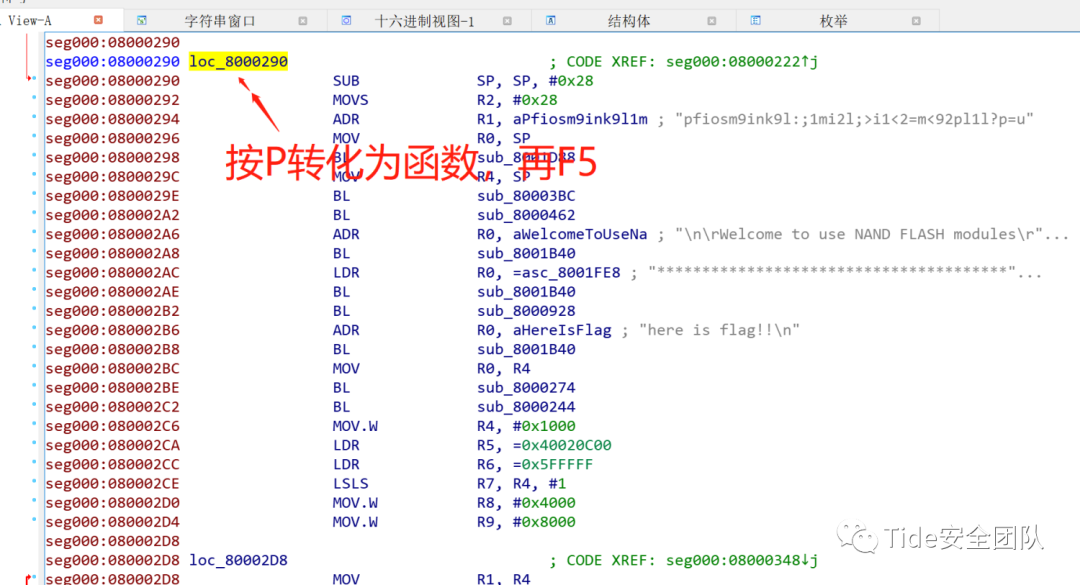 View-A 字符串窗口 十六进制视图-1 结构体 枚举
seg000:08000290
seg000:08000290 loc_8000290 ; CODE XREF: seg000:08000222↑j
seg000:08000290 SUB SP, SP, #0x28
seg000:08000292 MOVS R2, #0x28
seg000:08000294 ADR R1, aPfiosm9ink9l1m ; "pfiosm9ink9l:;1mi2l;>i1<2=m<92pl1l?p=u"
seg000:08000296 MOV R0, SP
seg000:08000298 BL sub_8001D88
按P转化为函数，再F5
seg000:0800029C MOV R4, SP
seg000:0800029E BL sub_80003BC
seg000:080002A2 BL sub_8000462
seg000:080002A6 ADR R0, aWelcomeToUseNa ; "\n\rWelcome to use NAND FLASH modules\r"...
seg000:080002A8 BL sub_8001B40
seg000:080002AC LDR R0, =asc_8001FE8 ; "***************************************"...
seg000:080002AE BL sub_8001B40
seg000:080002B2 BL sub_8000928
seg000:080002B6 ADR R0, aHereIsFlag ; "here is flag!!\n"
seg000:080002B8 BL sub_8001B40
seg000:080002BC MOV R0, R4
seg000:080002BE BL sub_8000274
seg000:080002C2 BL sub_8000244
seg000:080002C6 MOV.W R4, #0x1000
seg000:080002CA LDR R5, =0x40020C00
seg000:080002CC LDR R6, =0x5FFFFF
seg000:080002CE LSLS R7, R4, #1
seg000:080002D0 MOV.W R8, #0x4000
seg000:080002D4 MOV.W R9, #0x8000
seg000:080002D8
seg000:080002D8 loc_80002D8 ; CODE XREF: seg000:08000348↓j
seg000:080002D8 MOV R1, R4
Tide安全团队